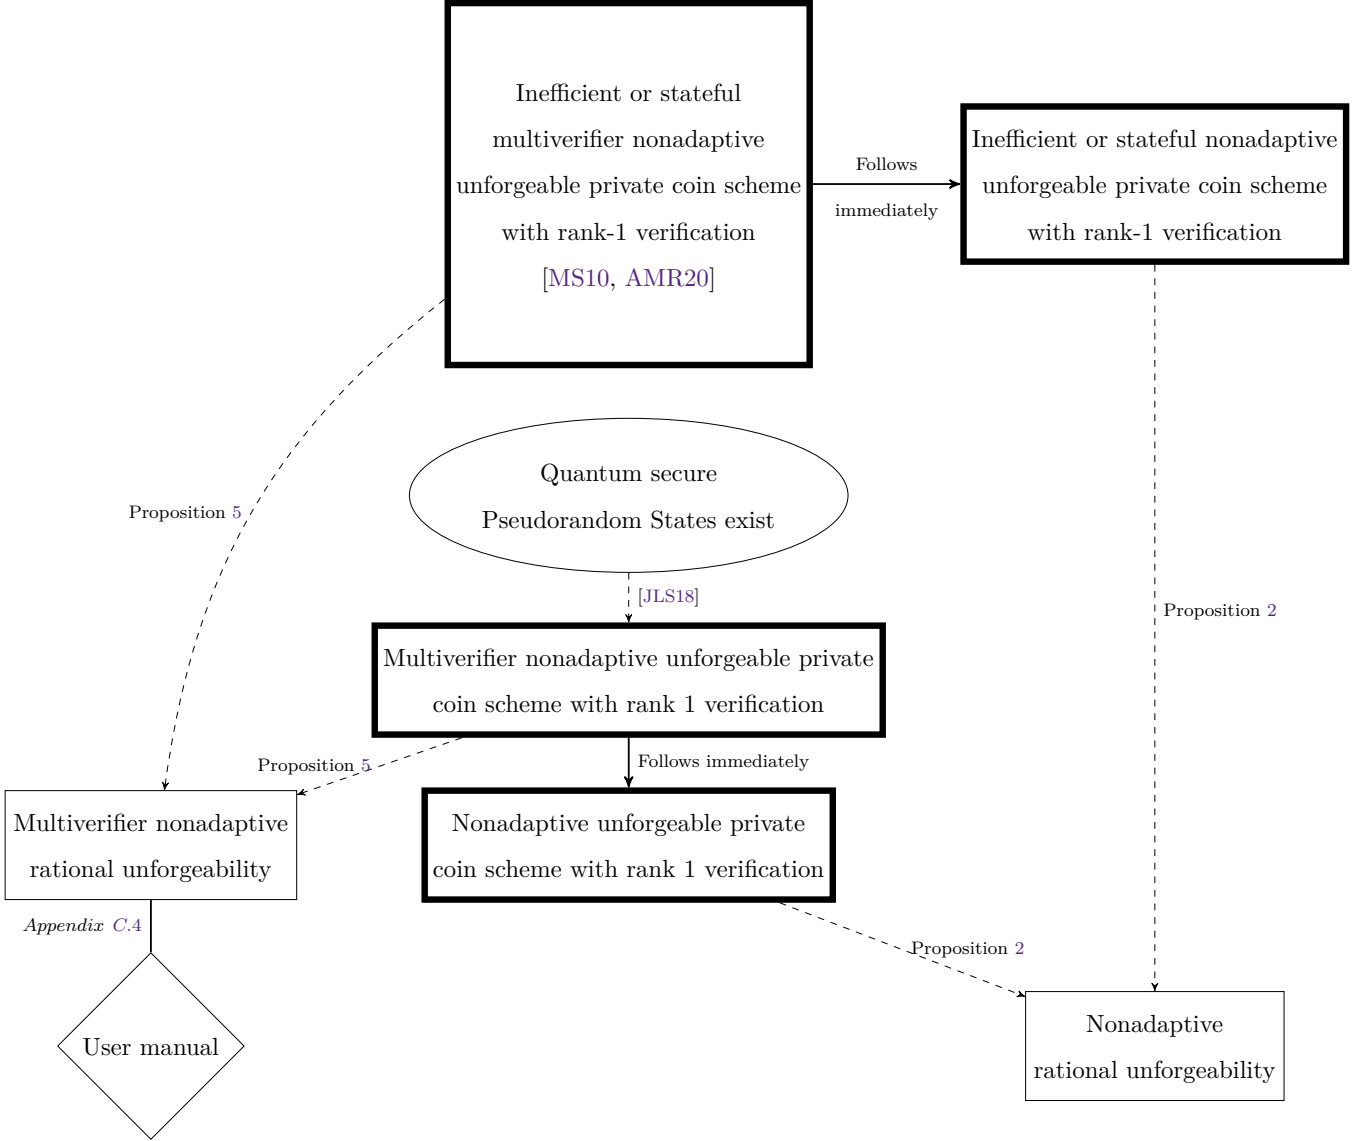 Inefficient or stateful
multiverifier nonadaptive
unforgeable private coin scheme
with rank-1 verification
[MS10, AMR20]
Follows
immediately
Inefficient or stateful nonadaptive
unforgeable private coin scheme
with rank-1 verification
Quantum secure
Pseudorandom States exist
Proposition 5
[JLS18]
Proposition 2
Multiverifier nonadaptive unforgeable private
coin scheme with rank 1 verification
Proposition 5
Follows immediately
Multiverifier nonadaptive
rational unforgeability
Nonadaptive unforgeable private
coin scheme with rank 1 verification
Appendix C.4
Proposition 2
User manual
Nonadaptive
rational unforgeability